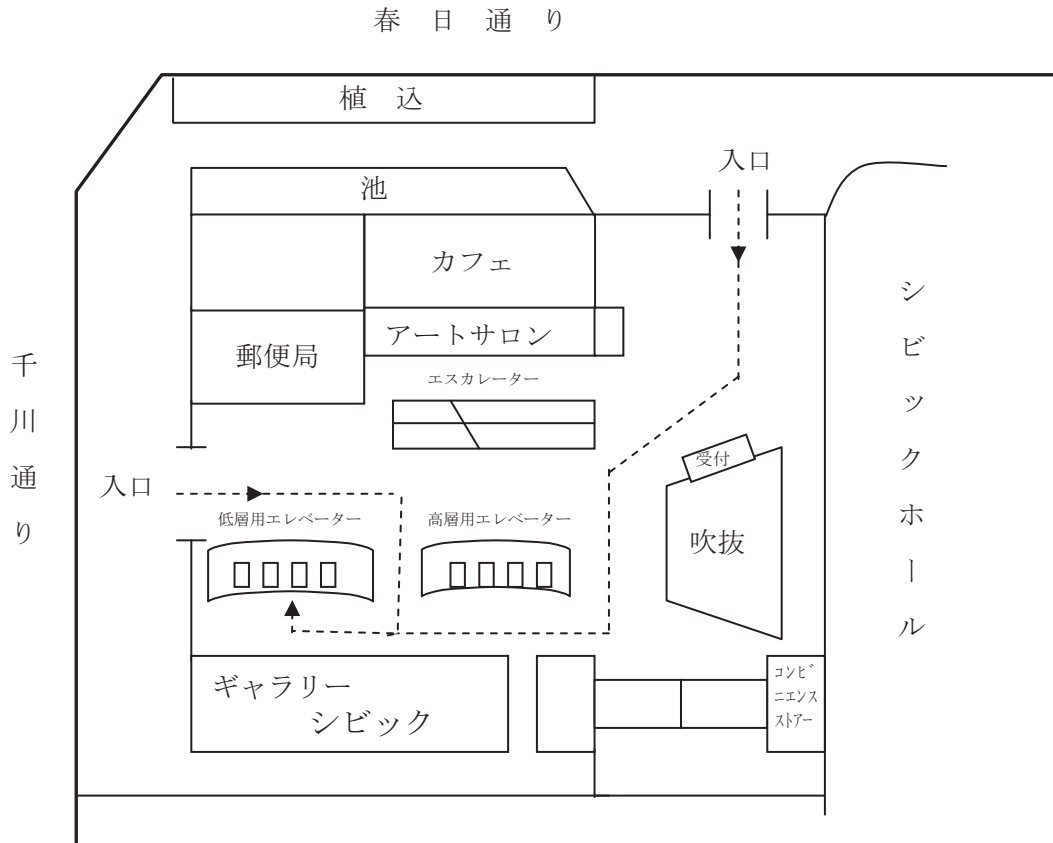 春日通り
植込
入口
池
カフェ
アートサロン
郵便局
エスカレーター
千川通り
シビックホール
受付
入口
低層用エレベーター
高層用エレベーター
吹抜
ギャラリー
シビック
コンビ
ニエンス
ストアー